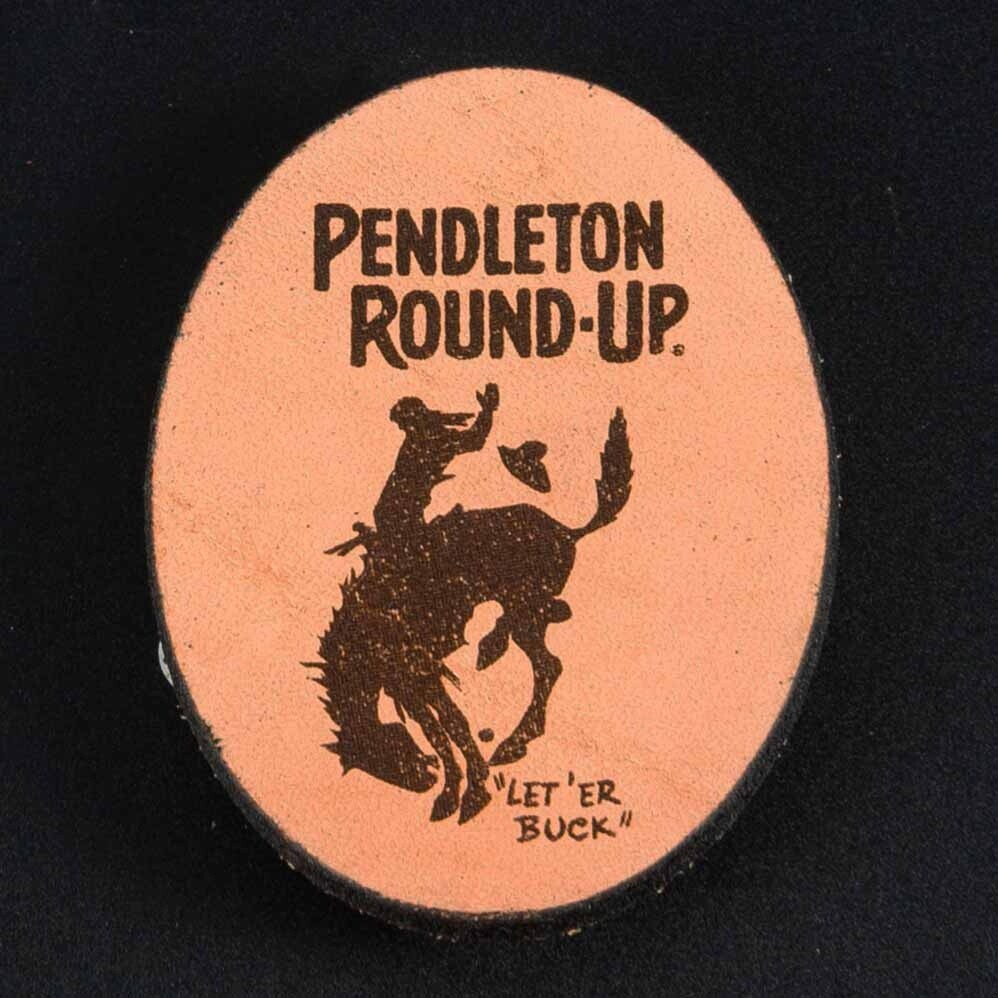 PENDLETON
ROUND-UP.
"LET 'ER
BUCK"